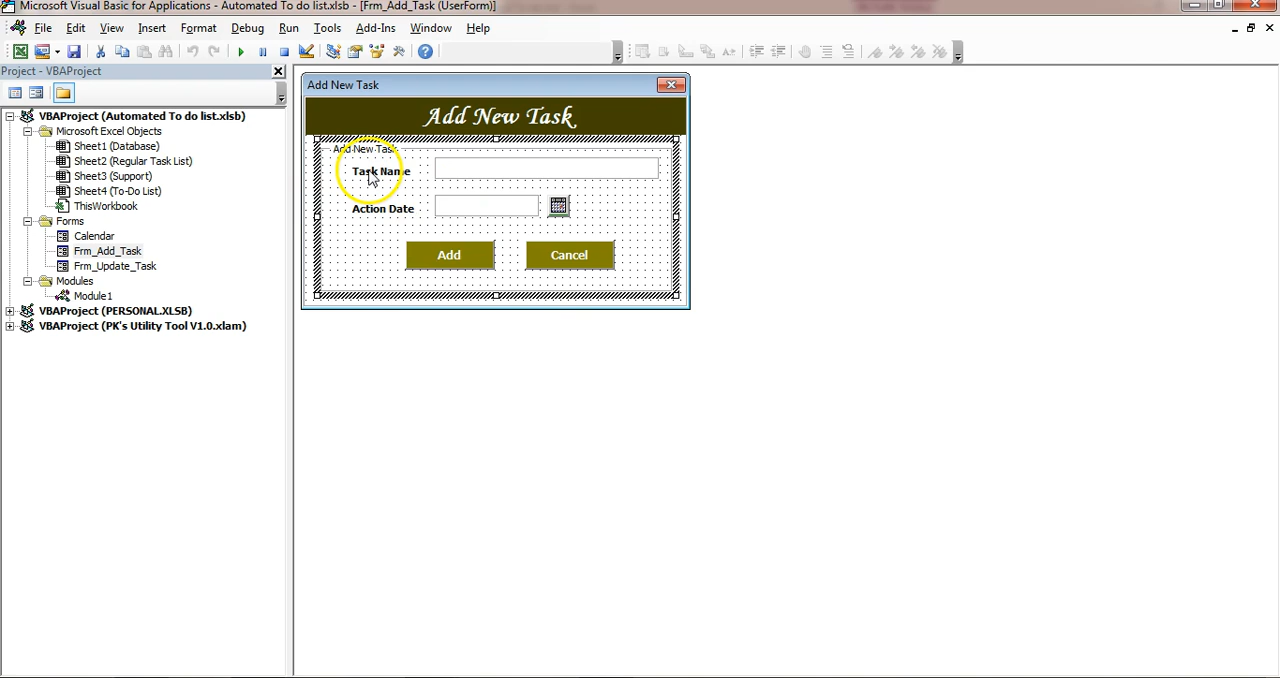 Microsoft Visual Basic for Applications - Automated To do list.xlsb - [Frm_Add_Task (UserForm)]
File Edit View Insert Format Debug Run Tools Add-Ins Window Help
Project - VBAProject
VBAProject (Automated To do list.xlsb)
Microsoft Excel Objects
Sheet1 (Database)
Sheet2 (Regular Task List)
Sheet3 (Support)
Sheet4 (To-Do List)
ThisWorkbook
Forms
Calendar
Frm_Add_Task
Frm_Update_Task
Modules
Module1
VBAProject (PERSONAL.XLSB)
VBAProject (PK's Utility Tool V1.0.xlam)
Add New Task
Add New Task
Add New Task
Task Name
Action Date
Add Cancel